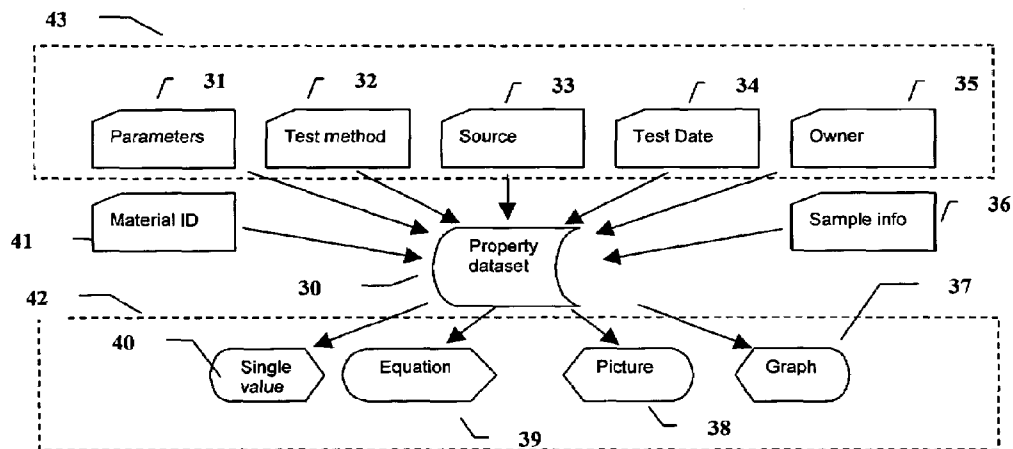 43
31
32
33
34
35
Parameters
Test method
Source
Test Date
Owner
Material ID
Sample info
36
41
Property
dataset
30
42
37
40
Single
value
Equation
Picture
Graph
39
38